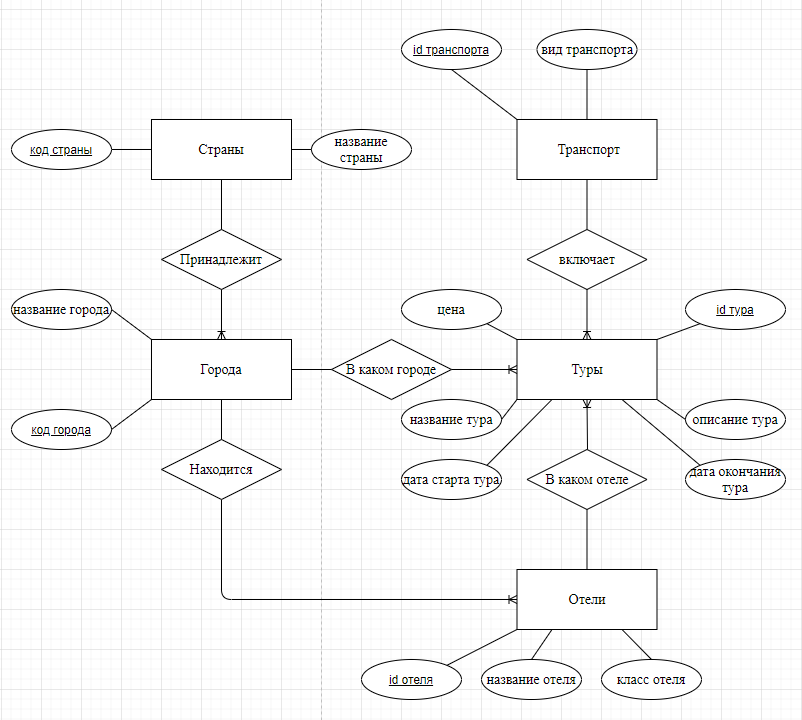 id транспорта
вид транспорта
код страны
Страны
название
страны
Транспорт
Принадлежит
включает
название города
цена
id тура
Города
В каком городе
Туры
код города
название тура
описание тура
Находится
дата старта тура
В каком отеле
дата окончания
тура
Отели
id отеля
название отеля
класс отеля